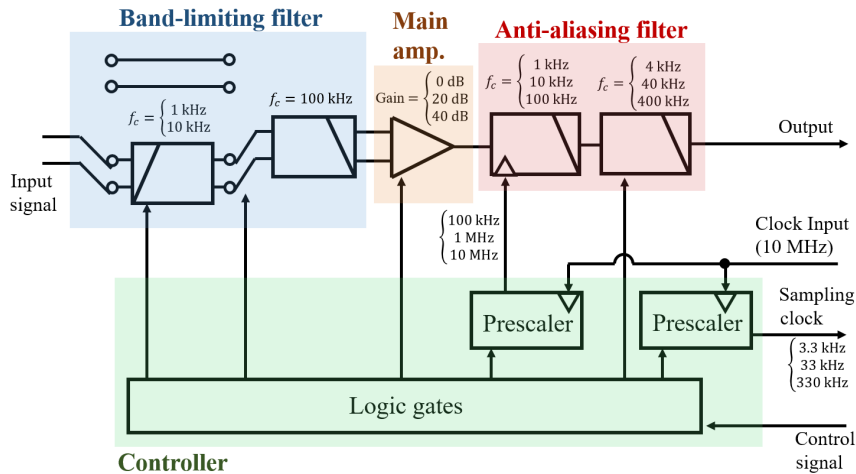 Band-limiting filter
Main
amp.
Anti-aliasing filter
f_c = { 1 kHz
10 kHz
f_c = 100 kHz
Gain = { 0 dB
20 dB
40 dB
f_c = { 1 kHz
10 kHz
100 kHz
f_c = { 4 kHz
40 kHz
400 kHz
Input
signal
Output
{ 100 kHz
1 MHz
10 MHz
Clock Input
(10 MHz)
Prescaler
Prescaler
Sampling
clock
{ 3.3 kHz
33 kHz
330 kHz
Logic gates
Control
signal
Controller